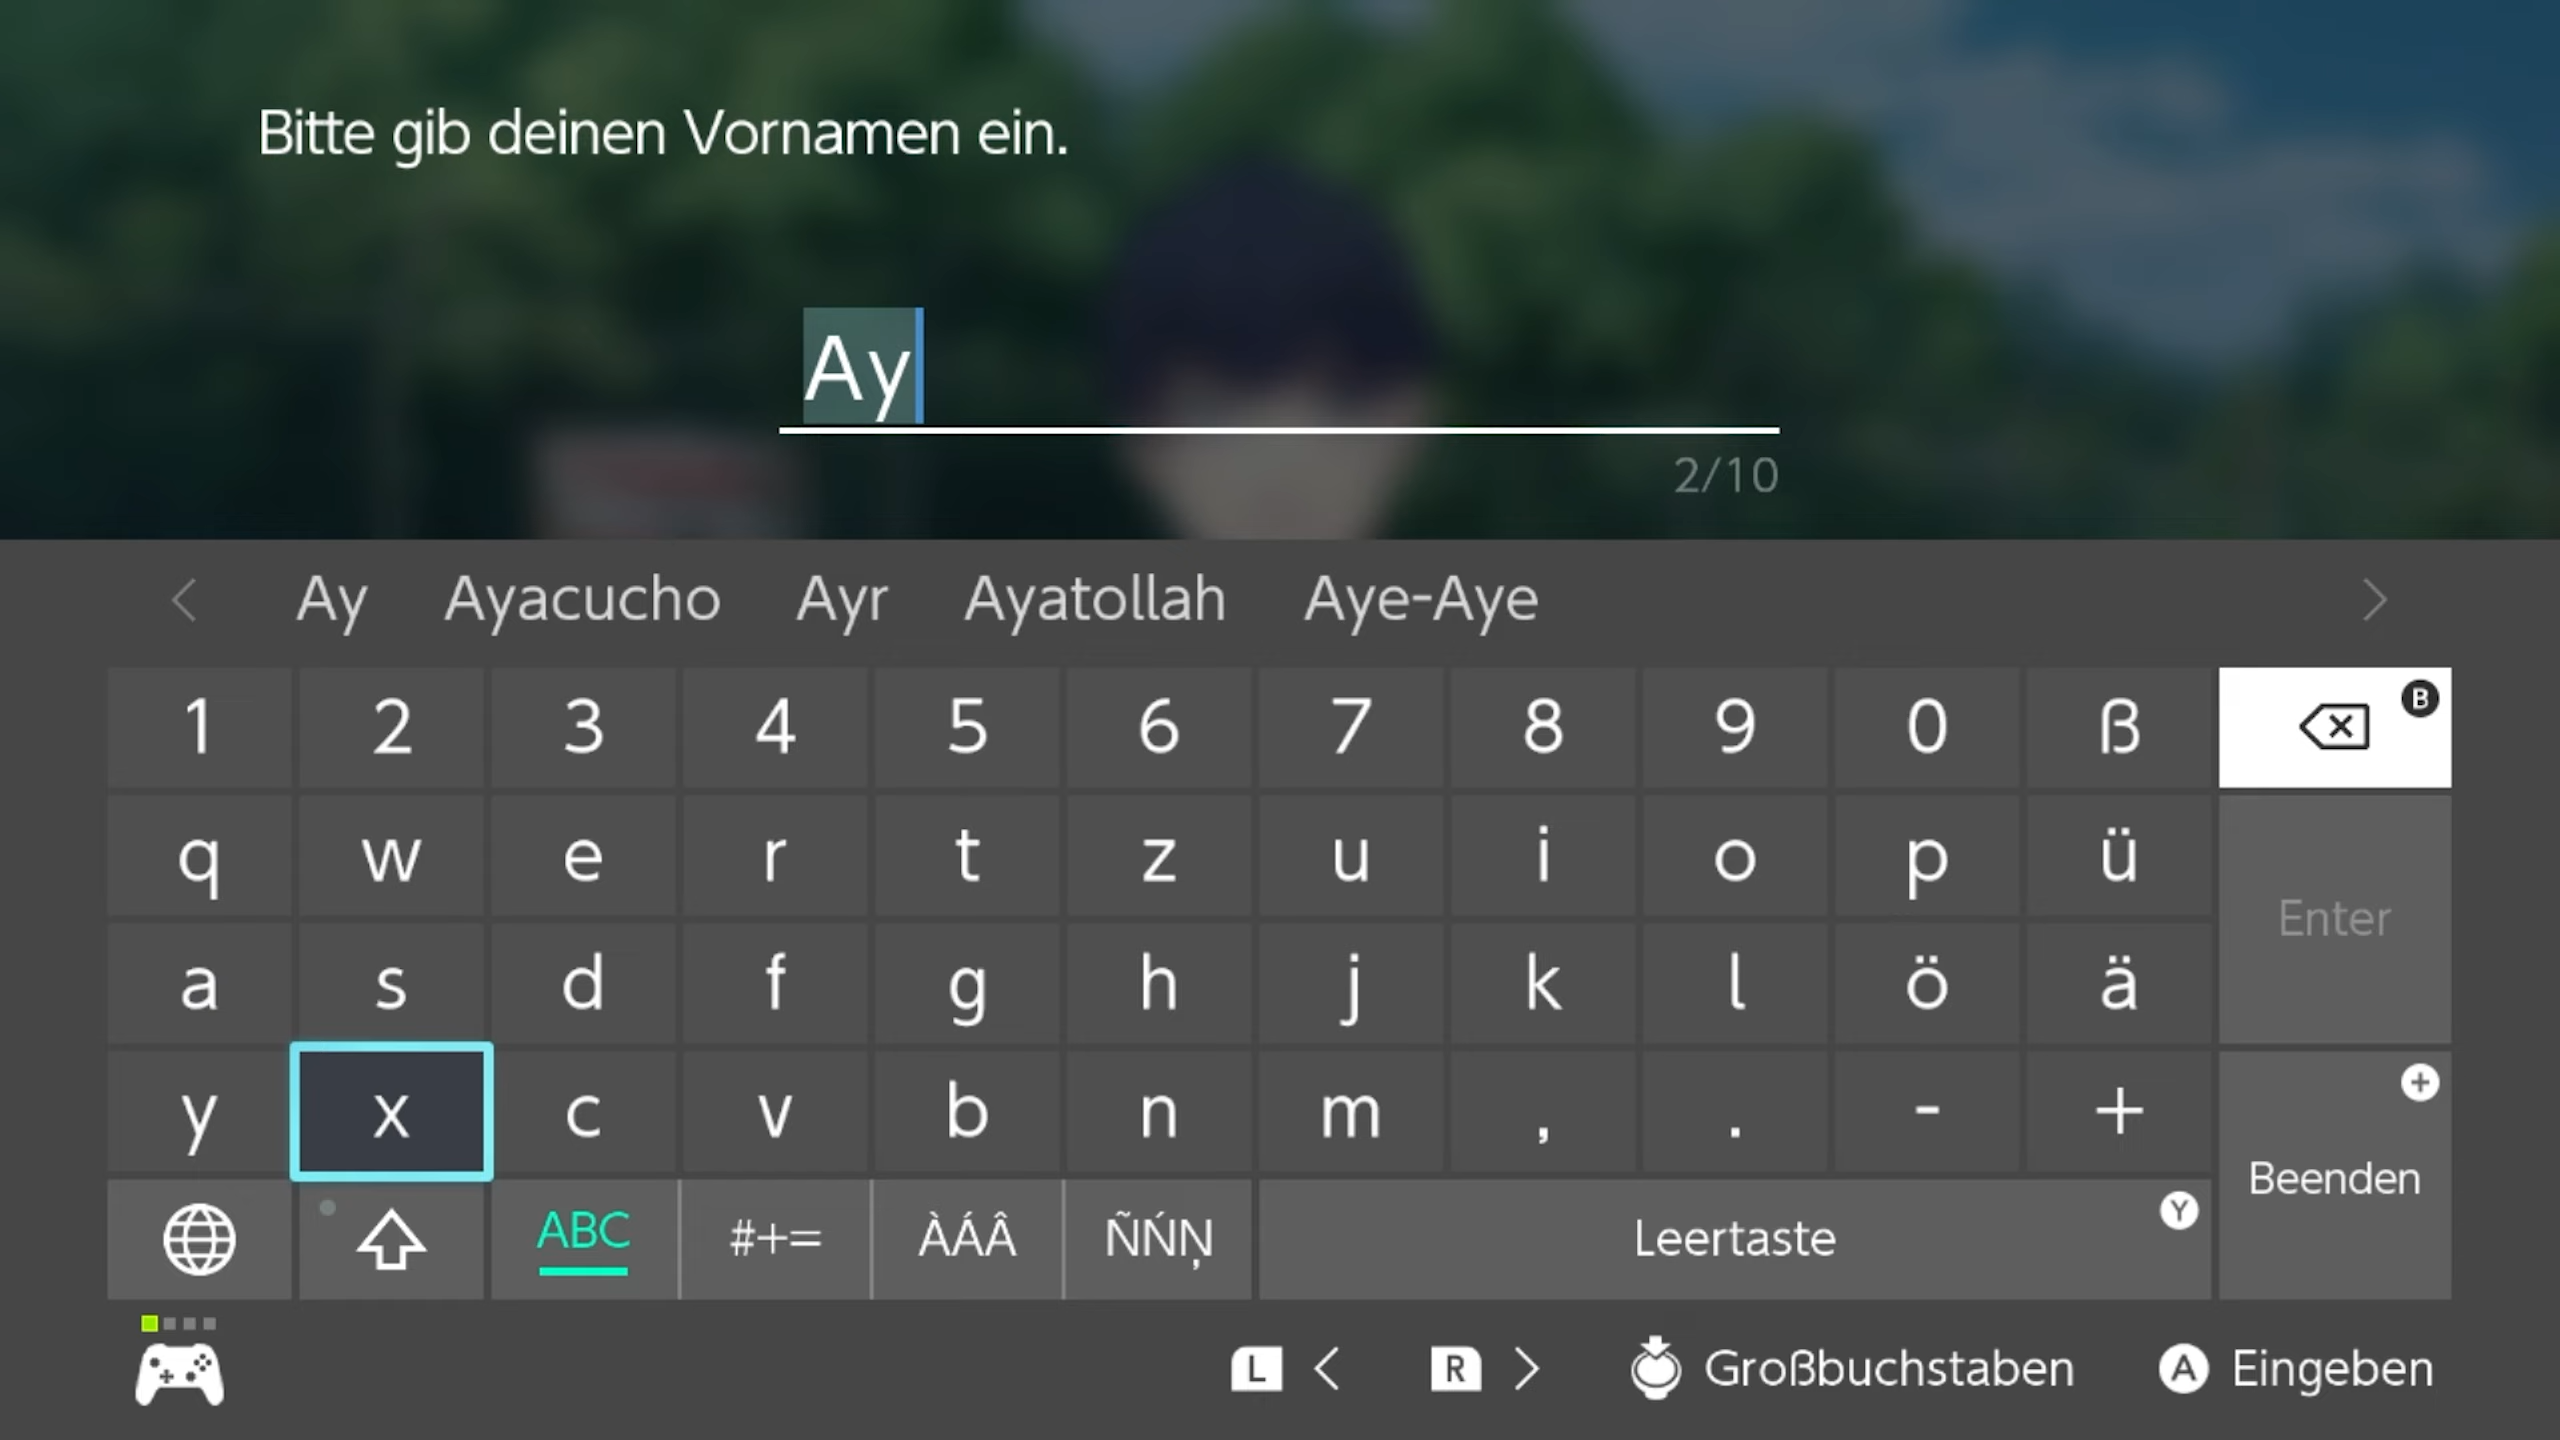 Bitte gib deinen Vornamen ein.
Ay
2/10
Ay Ayacucho Ayr Ayatollah Aye-Aye
1 2 3 4 5 6 7 8 9 0 ß B
q w e r t z u i o p ü Enter
a s d f g h j k l ö ä
y x c v b n m , . - + Beenden
ABC #+= ÀÁÂ ÑŃŅ Leertaste Y
L R Großbuchstaben A Eingeben